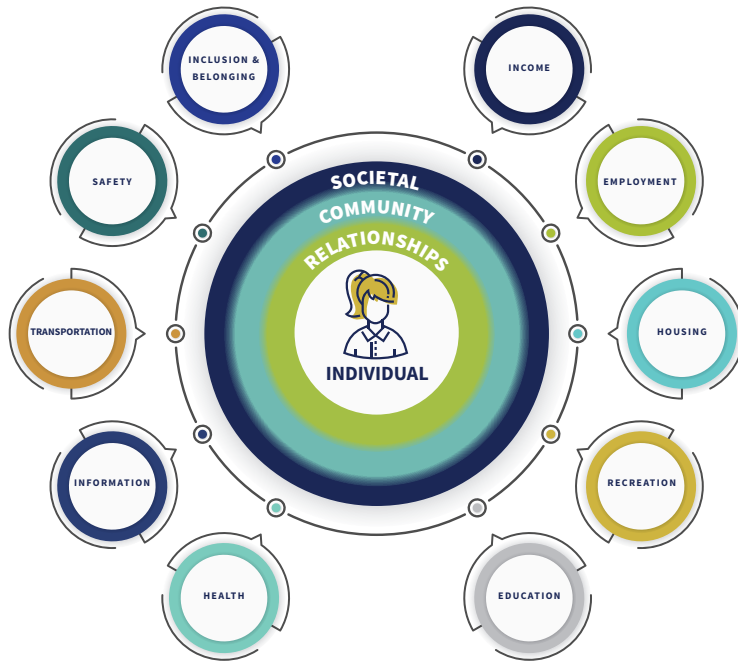 INCLUSION &
BELONGING
INCOME
SAFETY
EMPLOYMENT
SOCIETAL
COMMUNITY
RELATIONSHIPS
INDIVIDUAL
TRANSPORTATION
HOUSING
INFORMATION
RECREATION
HEALTH
EDUCATION